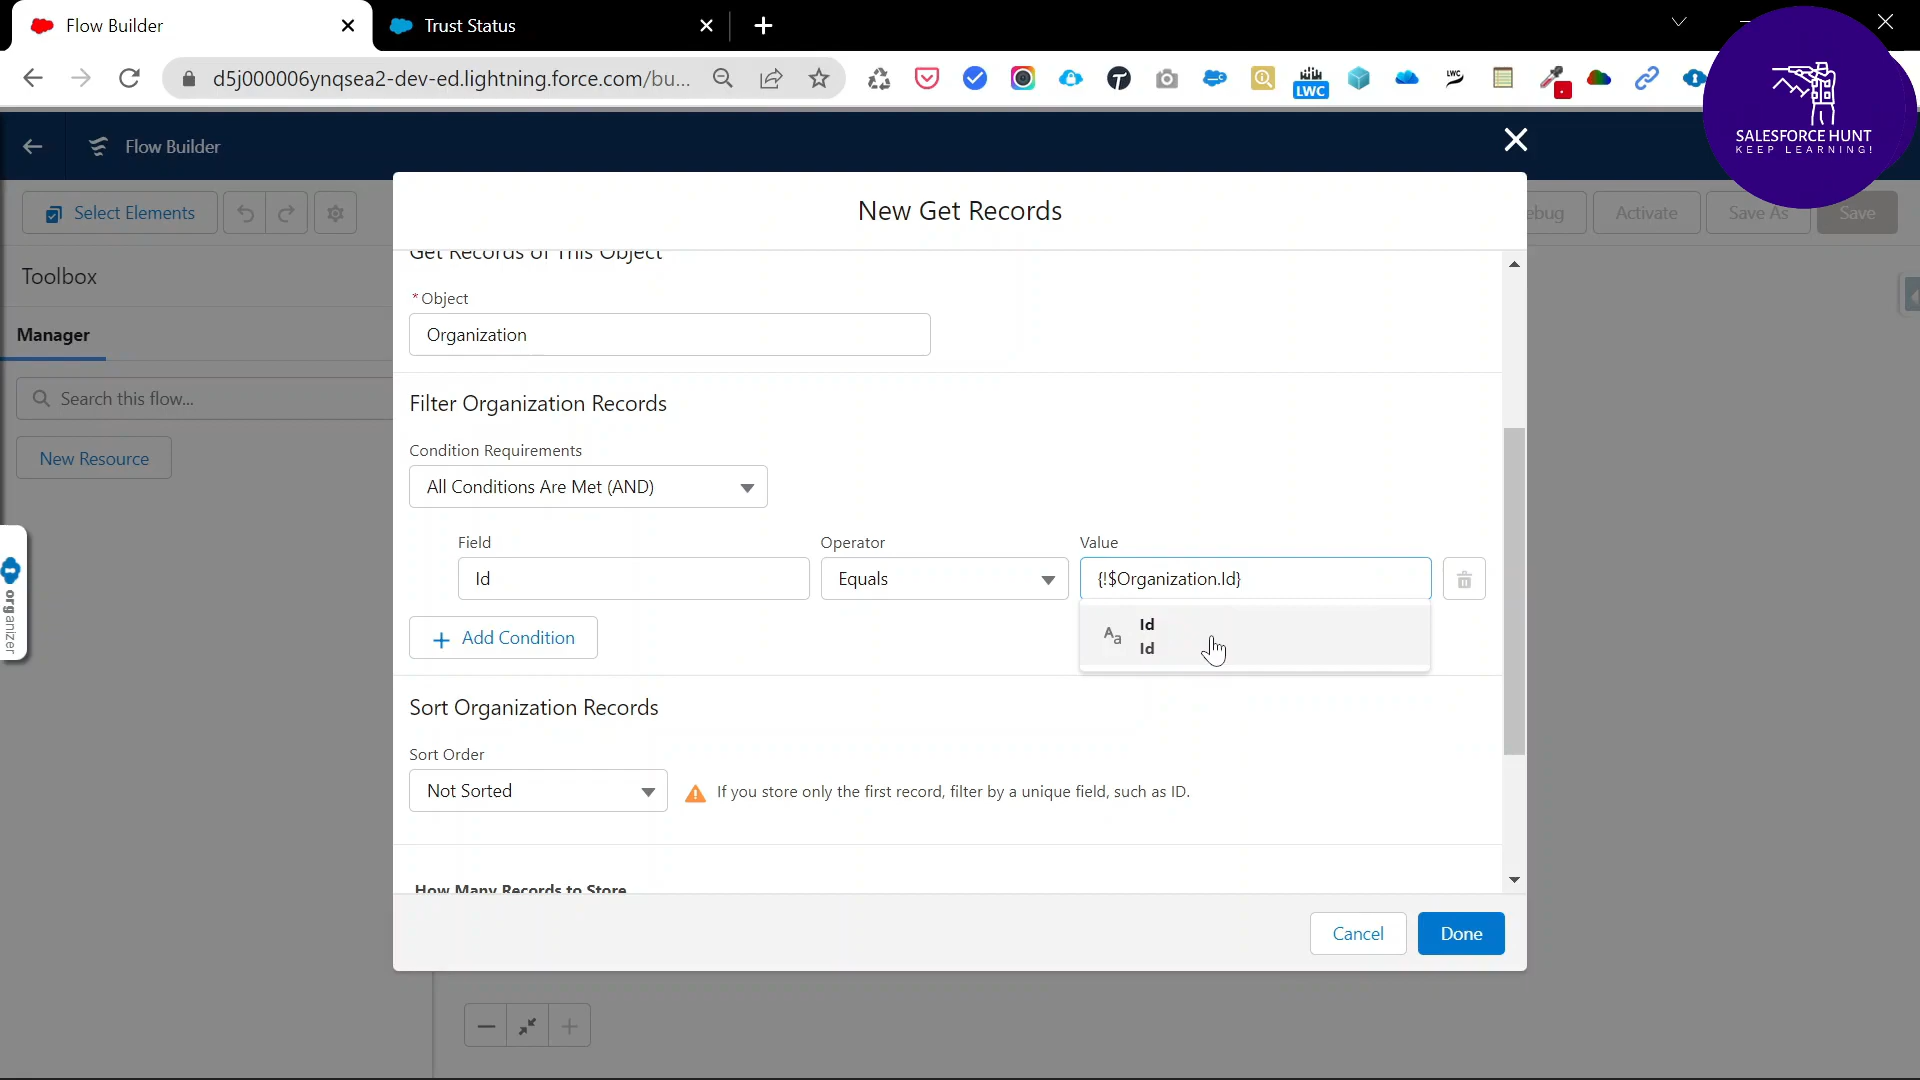 Flow Builder
Trust Status
d5j000006ynqsea2-dev-ed.lightning.force.com/bu...
LWC
LWC
SALESFORCE HUNT
KEEP LEARNING!
Flow Builder
Select Elements
ebug
Activate
Save As
Save
New Get Records
Toolbox
Manager
Search this flow...
New Resource
organizer
Get Records of This Object
*Object
Organization
Filter Organization Records
Condition Requirements
All Conditions Are Met (AND)
Field
Operator
Value
Id
Equals
{!$Organization.Id}
Add Condition
Aa
Id
Id
Sort Organization Records
Sort Order
Not Sorted
If you store only the first record, filter by a unique field, such as ID.
How Many Records to Store
Cancel
Done